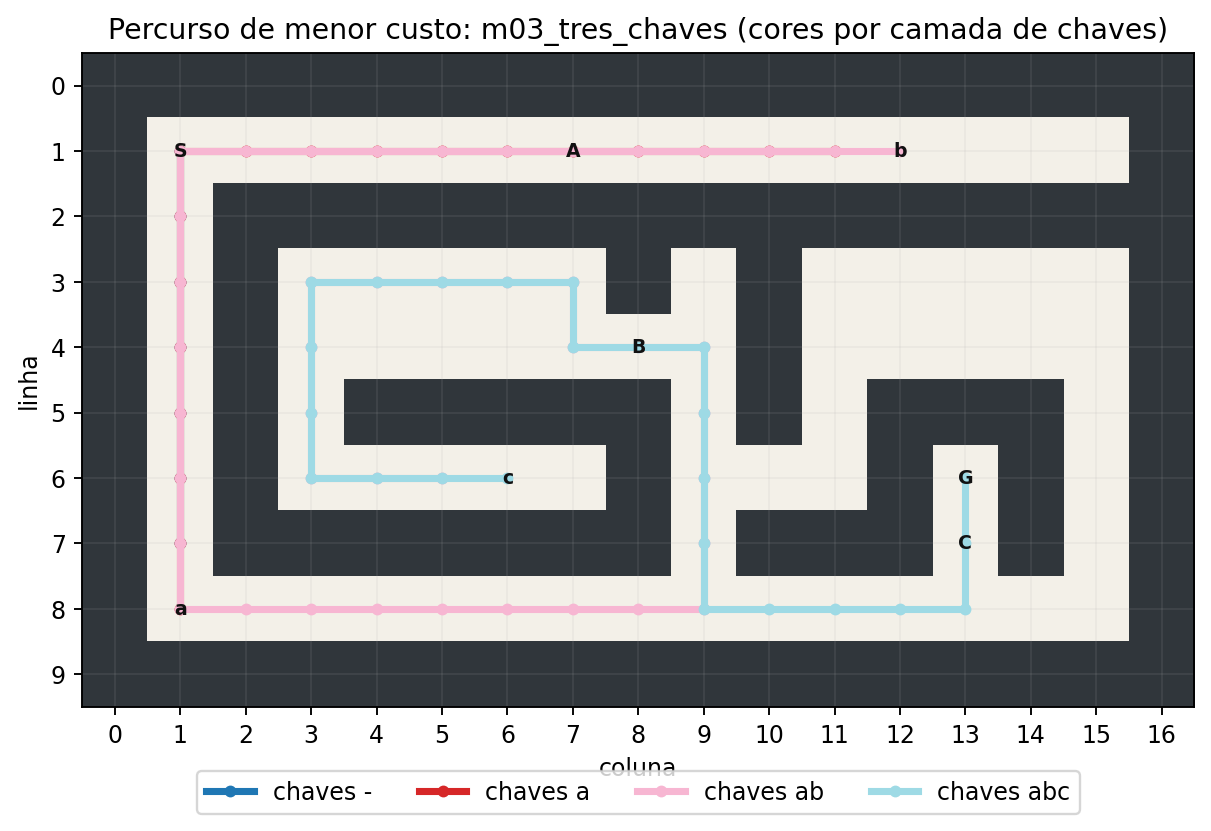 Percurso de menor custo: m03_tres_chaves (cores por camada de chaves)
0
1
2
3
4
5
6
7
8
9
linha
S A b
B
c G
C
a
0 1 2 3 4 5 6 7 8 9 10 11 12 13 14 15 16
coluna
chaves - chaves a chaves ab chaves abc